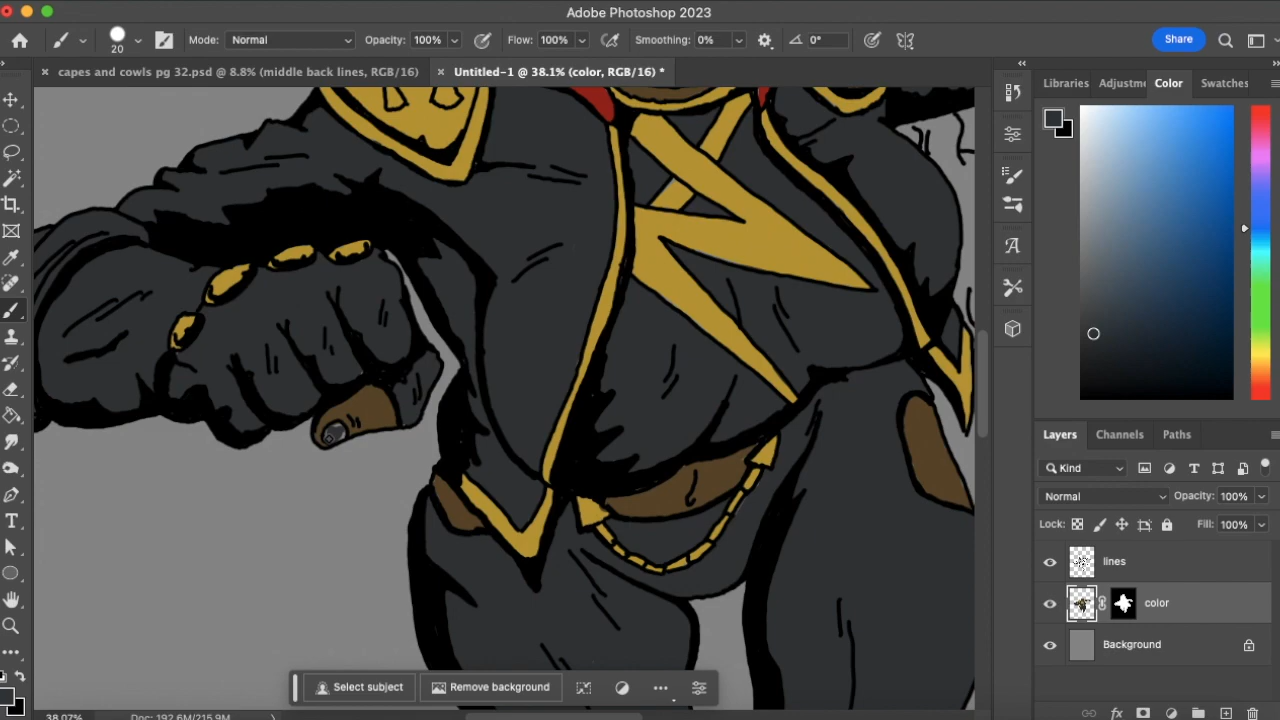 Adobe Photoshop 2023
20
Mode: Normal
Opacity: 100%
Flow: 100%
Smoothing: 0%
0°
Share
capes and cowls pg 32.psd @ 8.8% (middle back lines, RGB/16)
Untitled-1 @ 38.1% (color, RGB/16) *
Libraries
Adjustme
Color
Swatches
Layers
Channels
Paths
Kind
Normal
Opacity: 100%
Lock:
Fill: 100%
lines
color
Background
Select subject
Remove background
38.07%
Doc: 192.6M/215.9M